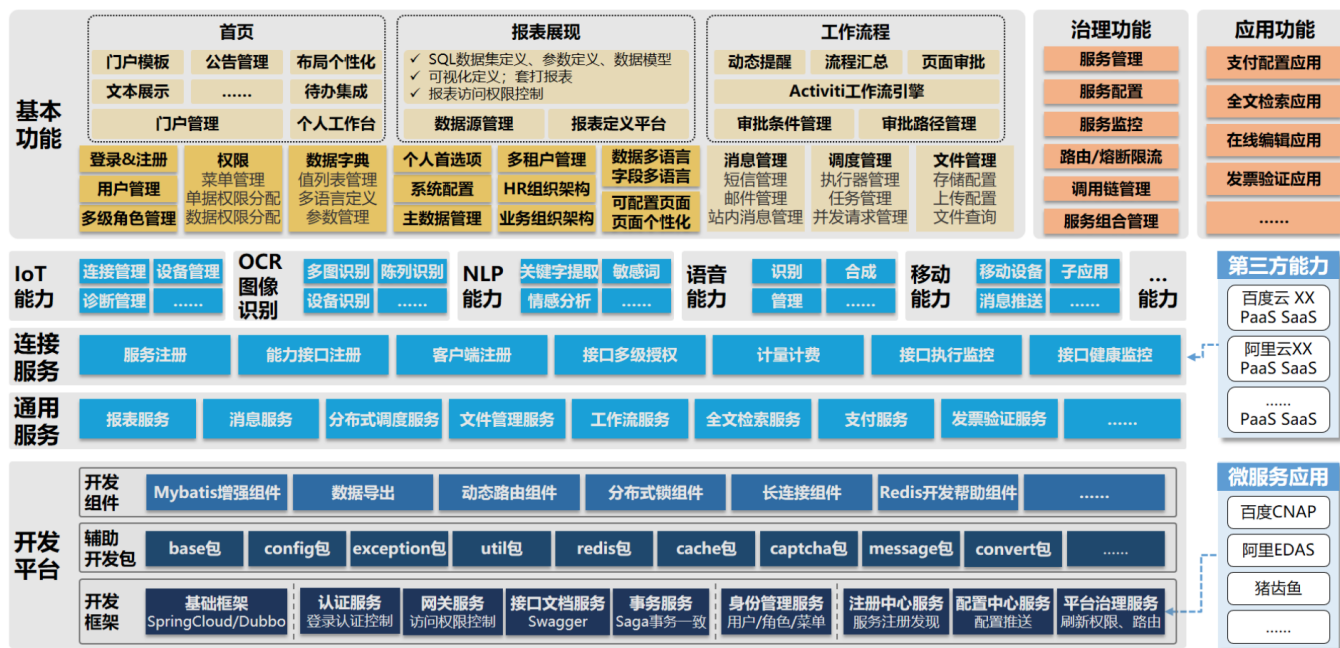 基本
功能
首页
门户模板
公告管理
布局个性化
文本展示
......
待办集成
门户管理
个人工作台
报表展现
✓ SQL数据集定义、参数定义、数据模型
✓ 可视化定义；套打报表
✓ 报表访问权限控制
数据源管理
报表定义平台
工作流程
动态提醒
流程汇总
页面审批
Activiti工作流引擎
审批条件管理
审批路径管理
登录&注册
用户管理
多级角色管理
权限
菜单管理
单据权限分配
数据权限分配
数据字典
值列表管理
多语言定义
参数管理
个人首选项
系统配置
主数据管理
多租户管理
HR组织架构
业务组织架构
数据多语言
字段多语言
可配置页面
页面个性化
消息管理
短信管理
邮件管理
站内消息管理
调度管理
执行器管理
任务管理
并发请求管理
文件管理
存储配置
上传配置
文件查询
治理功能
服务管理
服务配置
服务监控
路由/熔断限流
调用链管理
服务组合管理
应用功能
支付配置应用
全文检索应用
在线编辑应用
发票验证应用
......
IoT
能力
连接管理
设备管理
诊断管理
......
OCR
图像
识别
多图识别
陈列识别
设备识别
......
NLP
能力
关键字提取
敏感词
情感分析
......
语音
能力
识别
合成
管理
......
移动
能力
移动设备
子应用
消息推送
......
...
能力
连接
服务
服务注册
能力接口注册
客户端注册
接口多级授权
计量计费
接口执行监控
接口健康监控
通用
服务
报表服务
消息服务
分布式调度服务
文件管理服务
工作流服务
全文检索服务
支付服务
发票验证服务
......
第三方能力
百度云 XX
PaaS SaaS
阿里云XX
PaaS SaaS
......
PaaS SaaS
开发
平台
开发
组件
Mybatis增强组件
数据导出
动态路由组件
分布式锁组件
长连接组件
Redis开发帮助组件
......
辅助
开发包
base包
config包
exception包
util包
redis包
cache包
captcha包
message包
convert包
......
开发
框架
基础框架
SpringCloud/Dubbo
认证服务
登录认证控制
网关服务
访问权限控制
接口文档服务
Swagger
事务服务
Saga事务一致
身份管理服务
用户/角色/菜单
注册中心服务
服务注册发现
配置中心服务
配置推送
平台治理服务
刷新权限、路由
微服务应用
百度CNAP
阿里EDAS
猪齿鱼
......